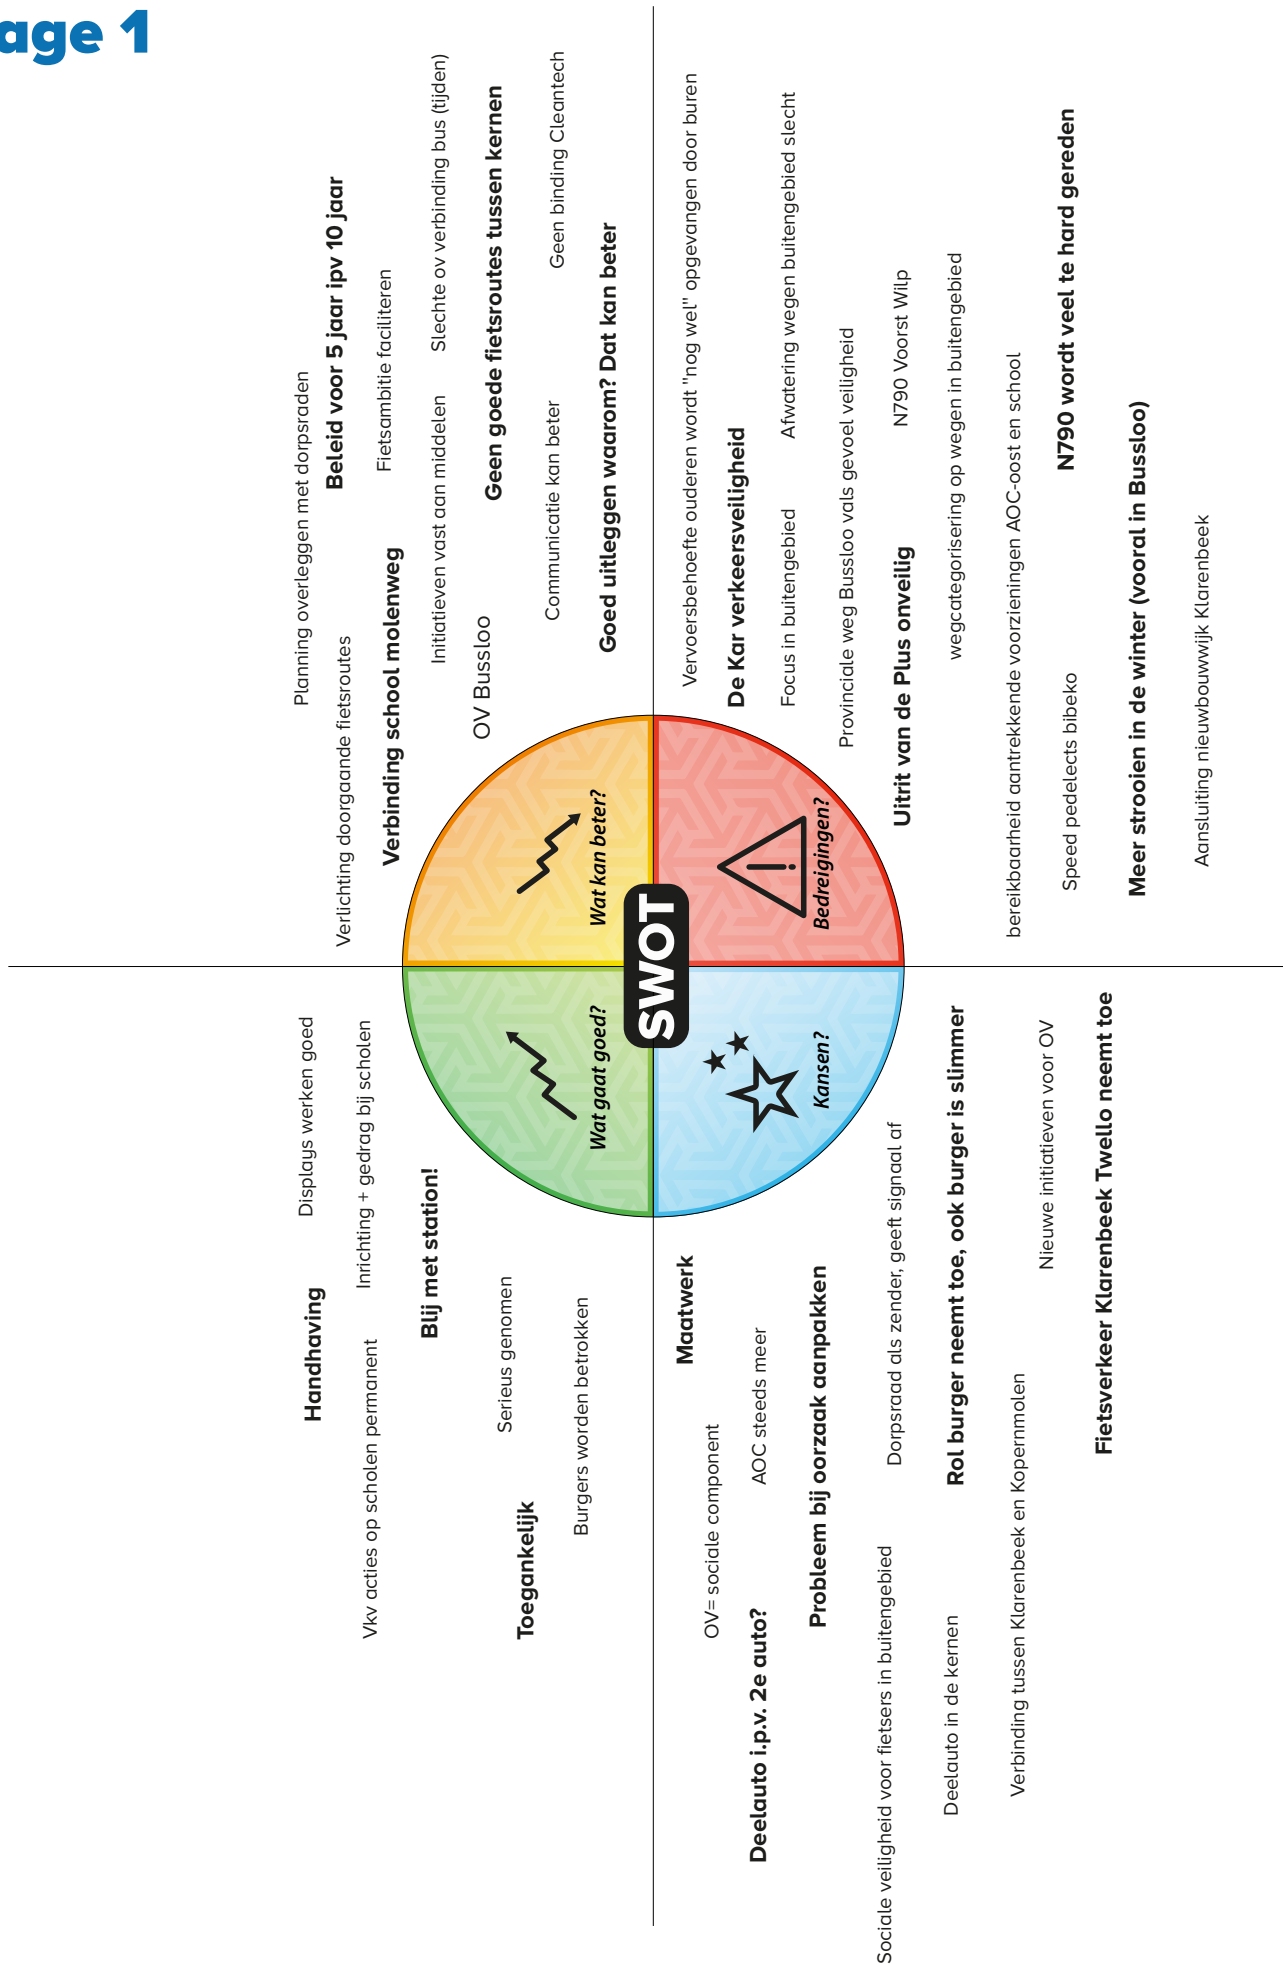 age 1
Handhaving
Displays werken goed
Vkv acties op scholen permanent
Inrichting + gedrag bij scholen
Blij met station!
Serieus genomen
Toegankelijk
Burgers worden betrokken
Wat gaat goed?
Planning overleggen met dorpsraden
Beleid voor 5 jaar ipv 10 jaar
Verlichting doorgaande fietsroutes
Fietsambitie faciliteren
Verbinding school molenweg
Initiatieven vast aan middelen
Slechte ov verbinding bus (tijden)
OV Bussloo
Geen goede fietsroutes tussen kernen
Communicatie kan beter
Geen binding Cleantech
Goed uitleggen waarom? Dat kan beter
Wat kan beter?
SWOT
Maatwerk
OV= sociale component
Deelauto i.p.v. 2e auto?
AOC steeds meer
Probleem bij oorzaak aanpakken
Kansen?
Sociale veiligheid voor fietsers in buitengebied
Dorpsraad als zender, geeft signaal af
Deelauto in de kernen
Rol burger neemt toe, ook burger is slimmer
Verbinding tussen Klarenbeek en Kopernmolen
Nieuwe initiatieven voor OV
Fietsverkeer Klarenbeek Twello neemt toe
Vervoersbehoefte ouderen wordt "nog wel" opgevangen door buren
De Kar verkeersveiligheid
Focus in buitengebied
Afwatering wegen buitengebied slecht
Bedreigingen?
Provinciale weg Bussloo vals gevoel veiligheid
Uitrit van de Plus onveilig
N790 Voorst Wilp
wegcategorisering op wegen in buitengebied
bereikbaarheid aantrekkende voorzieningen AOC-oost en school
Speed pedelects bibeko
N790 wordt veel te hard gereden
Meer strooien in de winter (vooral in Bussloo)
Aansluiting nieuwbouwwijk Klarenbeek